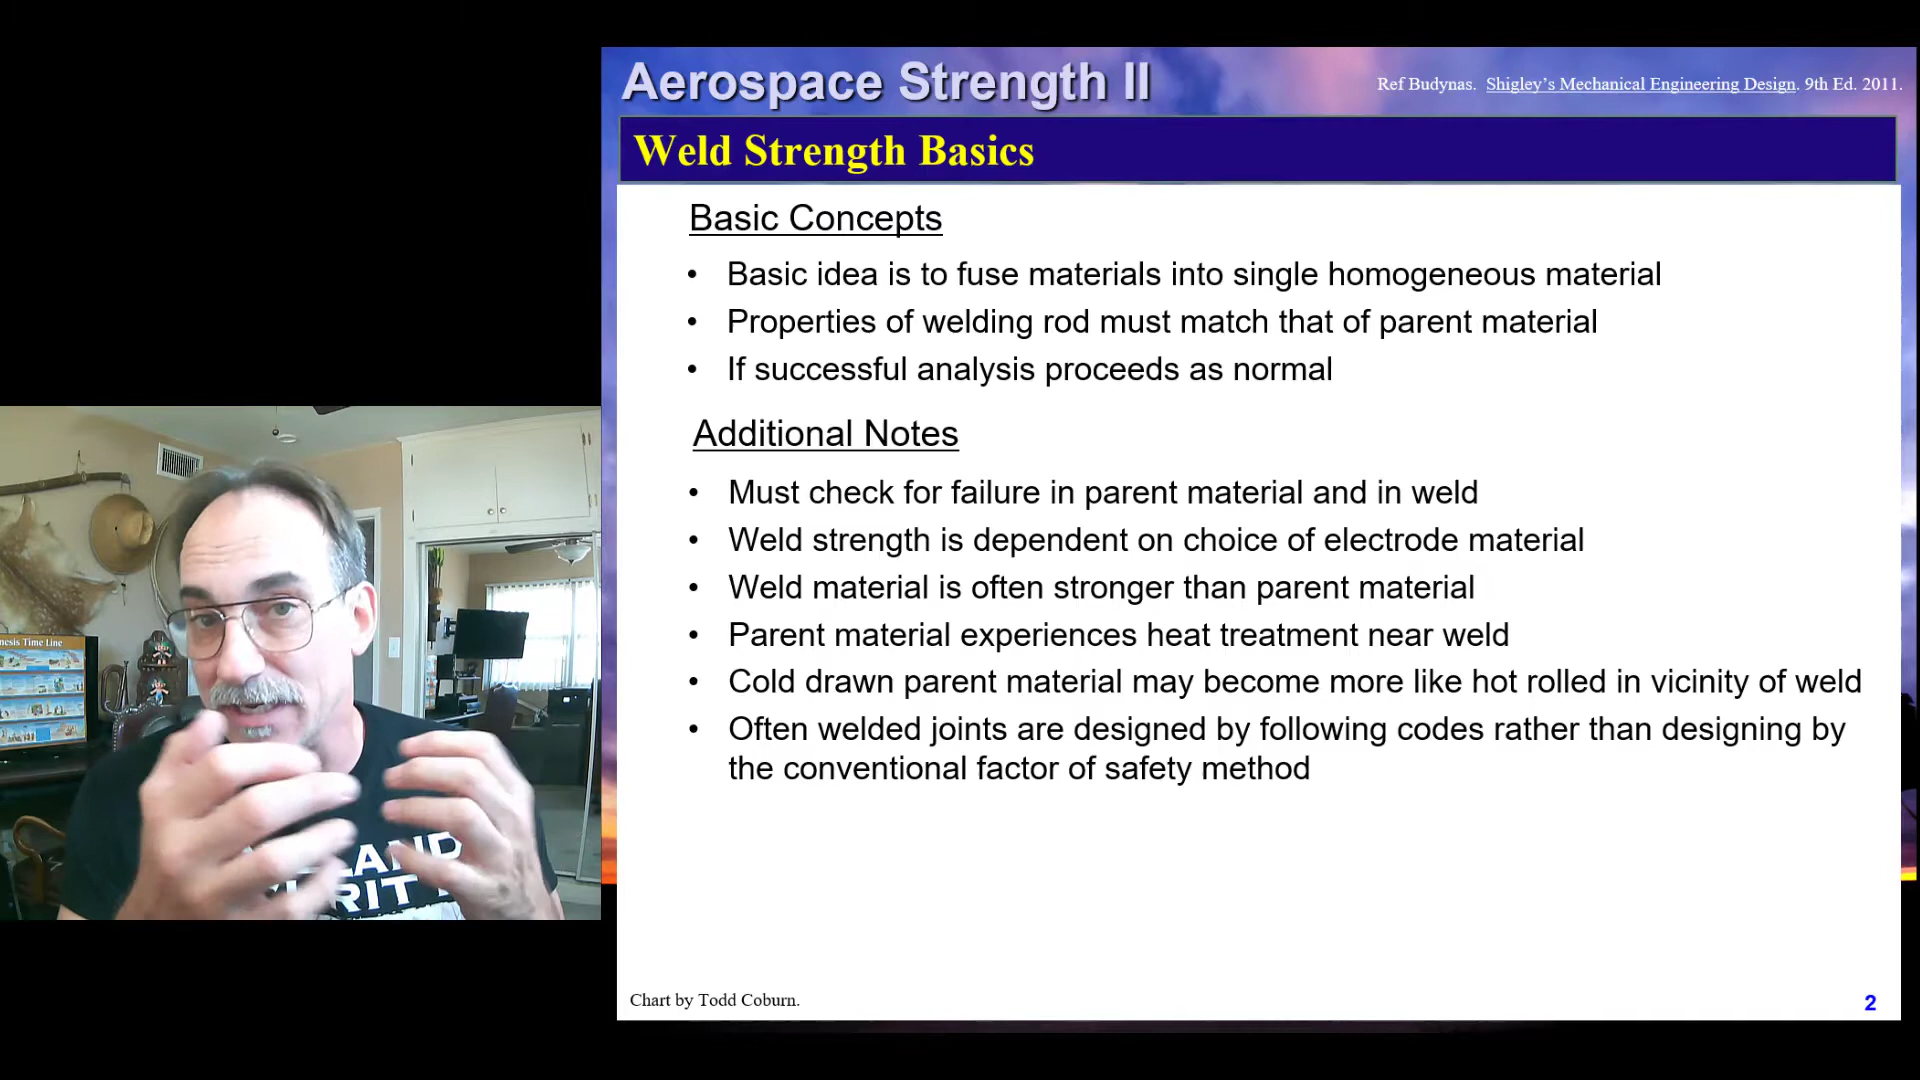 Aerospace Strength II
Ref Budynas. Shigley's Mechanical Engineering Design. 9th Ed. 2011.
Weld Strength Basics
Basic Concepts
• Basic idea is to fuse materials into single homogeneous material
• Properties of welding rod must match that of parent material
• If successful analysis proceeds as normal
Additional Notes
• Must check for failure in parent material and in weld
• Weld strength is dependent on choice of electrode material
• Weld material is often stronger than parent material
• Parent material experiences heat treatment near weld
• Cold drawn parent material may become more like hot rolled in vicinity of weld
• Often welded joints are designed by following codes rather than designing by
the conventional factor of safety method
Chart by Todd Coburn.
2
Time Line